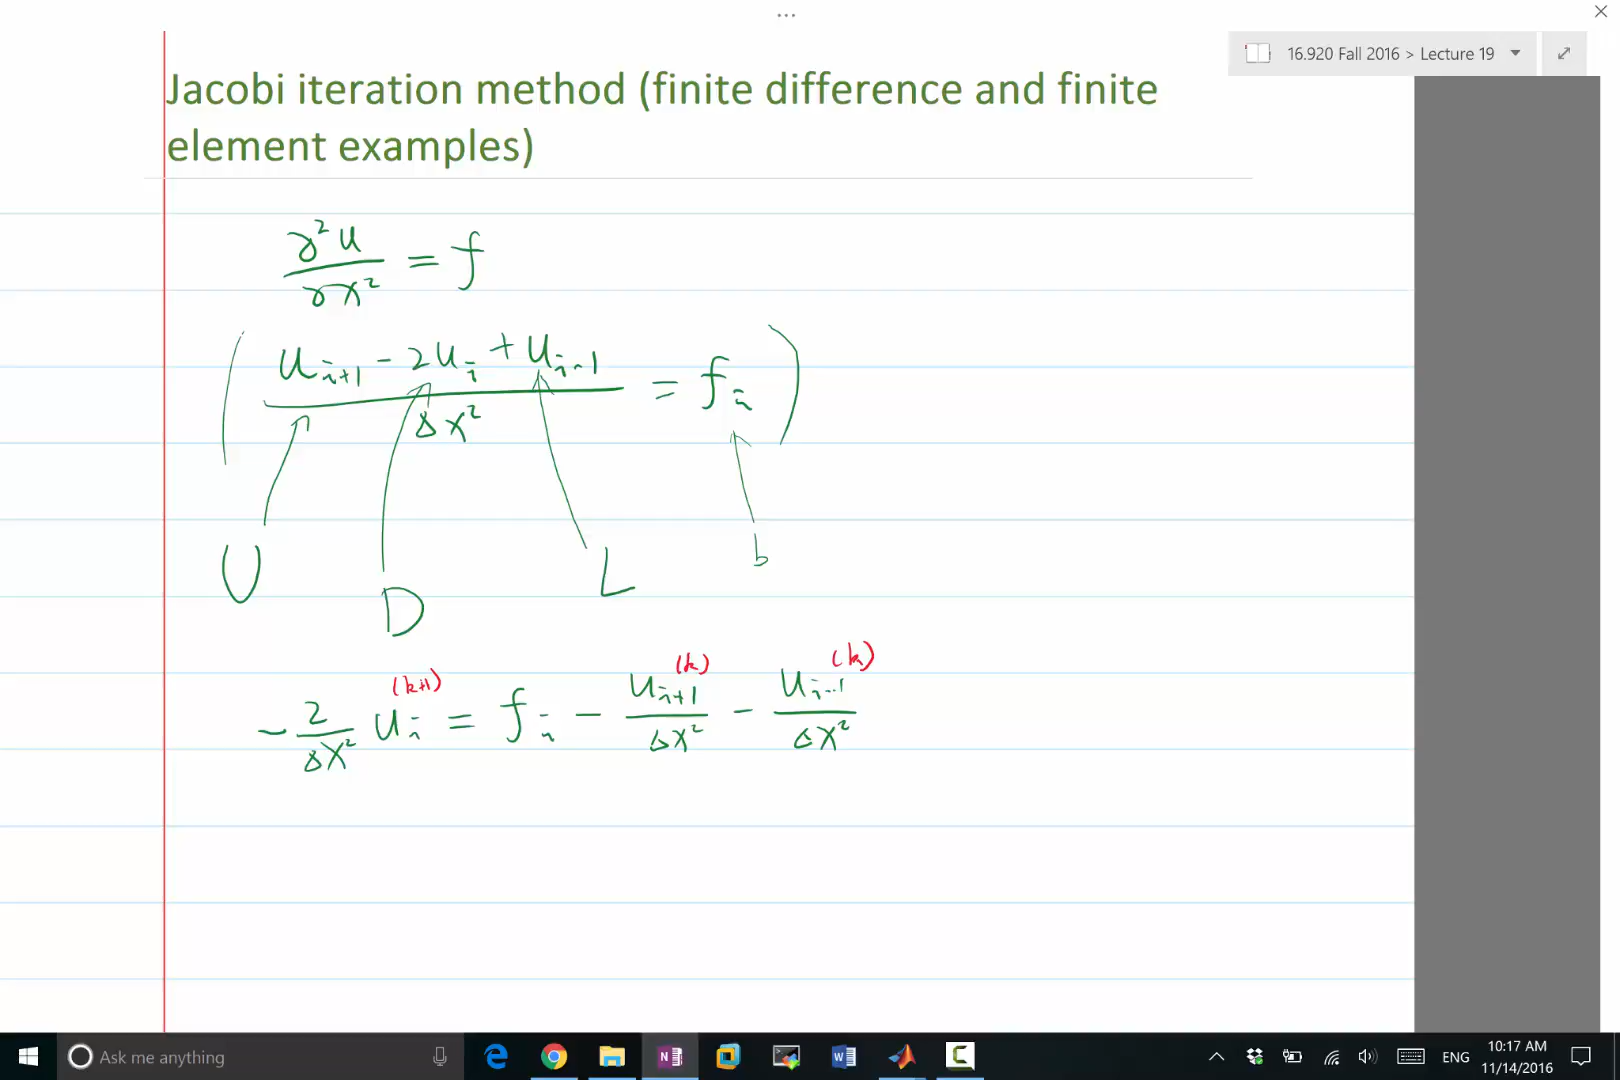 ...
16.920 Fall 2016 > Lecture 19
Jacobi iteration method (finite difference and finite
element examples)
∂²u/∂x² = f
( (u_{i+1} - 2u_i + u_{i-1})/Δx² = f_i )
U D L b
-2/Δx² u_i^{(k+1)} = f_i - u_{i+1}^{(k)}/Δx² - u_{i-1}^{(k)}/Δx²
Ask me anything
ENG
10:17 AM
11/14/2016